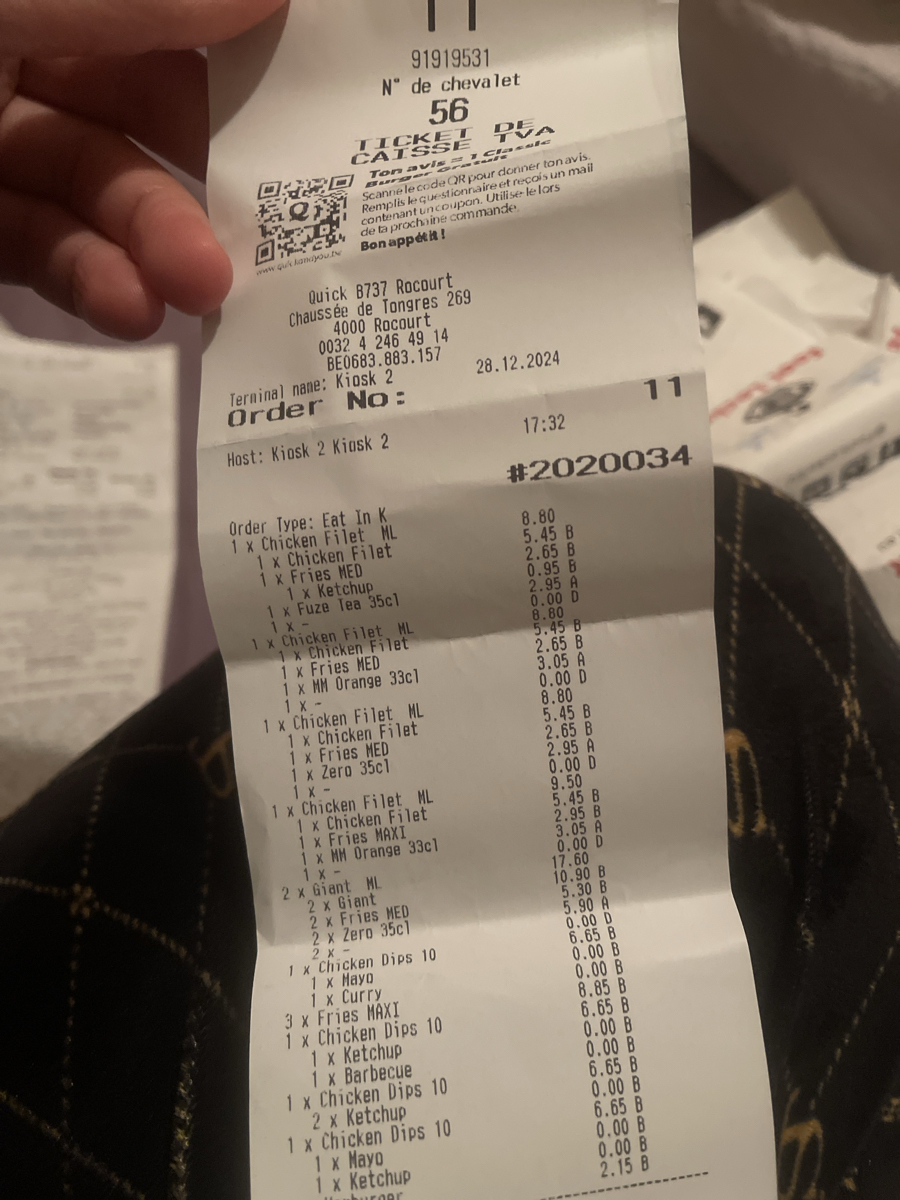 11
91919531
N° de chevalet
56
TICKET DE
CAISSE TVA
Ton avis = 1 Classic
Burger Gratuit
Scanne le code QR pour donner ton avis.
Remplis le questionnaire et reçois un mail
contenant un coupon. Utilise-le lors
de ta prochaine commande.
Bon appétit !
www.quickandyou.be
Quick B737 Rocourt
Chaussée de Tongres 269
4000 Rocourt
0032 4 246 49 14
BE0683.883.157
Terminal name: Kiosk 2 28.12.2024
Order No: 11
Host: Kiosk 2 Kiosk 2 17:32
#2020034
Order Type: Eat In K
1 x Chicken Filet ML 8.80
1 x Chicken Filet 5.45 B
1 x Fries MED 2.65 B
1 x Ketchup 0.95 B
1 x Fuze Tea 35cl 2.95 A
1 x - 0.00 D
1 x Chicken Filet ML 8.80
1 x Chicken Filet 5.45 B
1 x Fries MED 2.65 B
1 x MM Orange 33cl 3.05 A
1 x - 0.00 D
1 x Chicken Filet ML 8.80
1 x Chicken Filet 5.45 B
1 x Fries MED 2.65 B
1 x Zero 35cl 2.95 A
1 x - 0.00 D
1 x Chicken Filet ML 9.50
1 x Chicken Filet 5.45 B
1 x Fries MAXI 2.95 B
1 x MM Orange 33cl 3.05 A
1 x - 0.00 D
2 x Giant ML 17.60
2 x Giant 10.90 B
2 x Fries MED 5.30 B
2 x Zero 35cl 5.90 A
2 x - 0.00 D
1 x Chicken Dips 10 6.65 B
1 x Mayo 0.00 B
1 x Curry 0.00 B
3 x Fries MAXI 8.85 B
1 x Chicken Dips 10 6.65 B
1 x Ketchup 0.00 B
1 x Barbecue 0.00 B
1 x Chicken Dips 10 6.65 B
2 x Ketchup 0.00 B
1 x Chicken Dips 10 6.65 B
1 x Mayo 0.00 B
1 x Ketchup 0.00 B
2.15 B